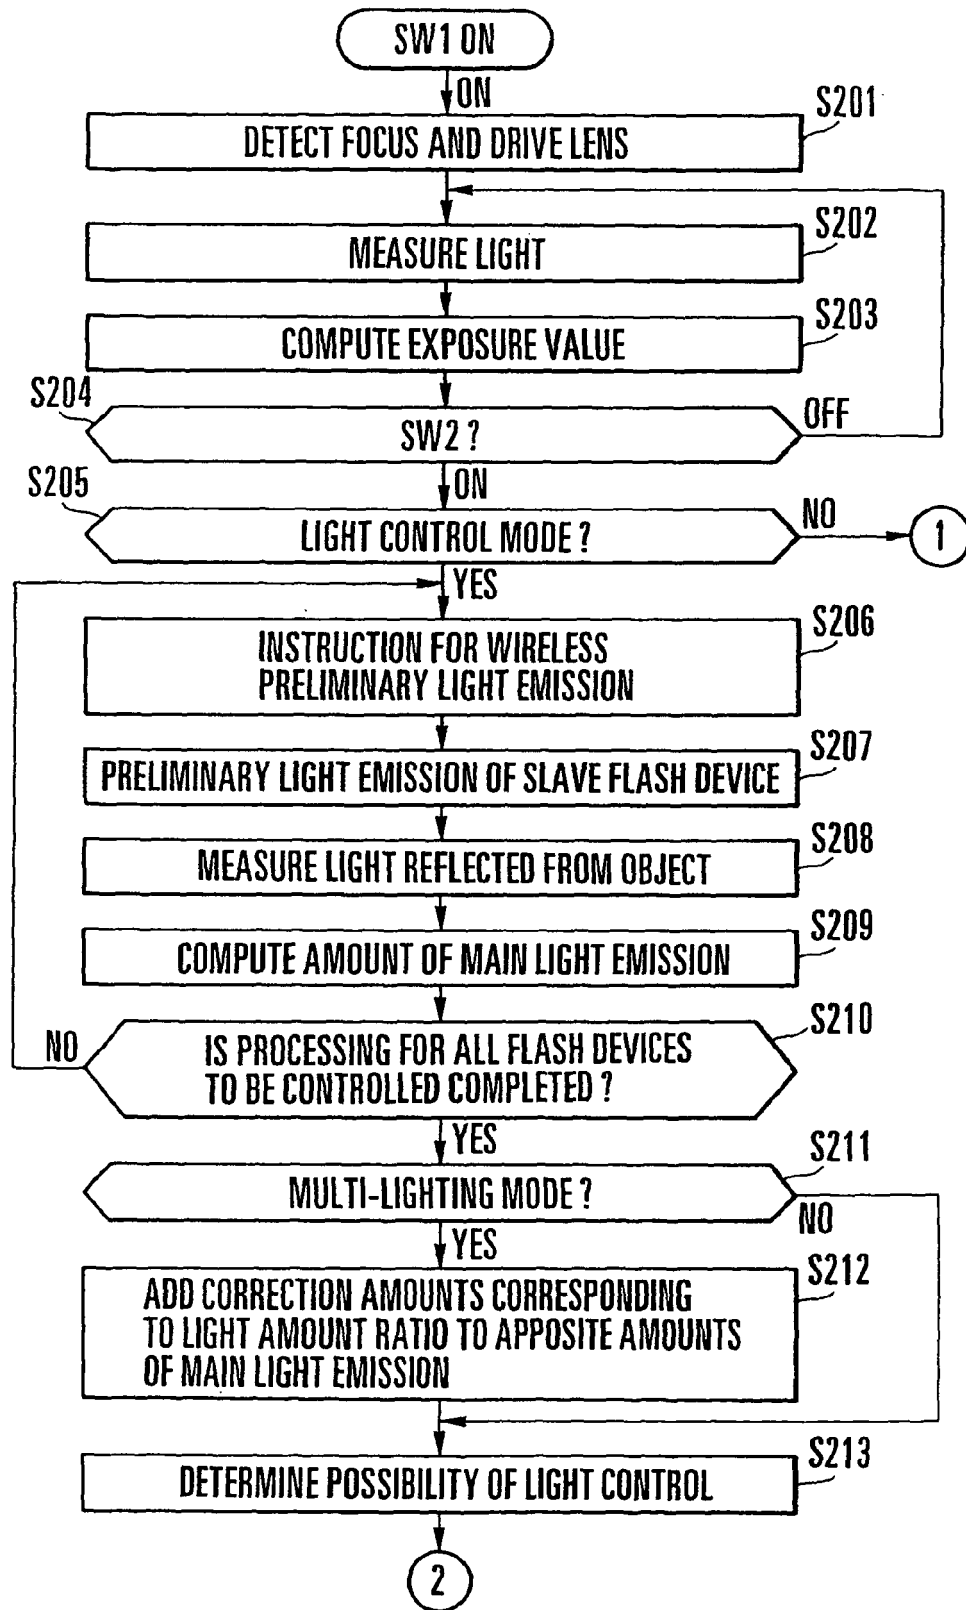 SW1 ON
ON
S201
DETECT FOCUS AND DRIVE LENS
S202
MEASURE LIGHT
S203
COMPUTE EXPOSURE VALUE
S204
SW2 ?
OFF
ON
S205
LIGHT CONTROL MODE ?
NO
1
YES
S206
INSTRUCTION FOR WIRELESS
PRELIMINARY LIGHT EMISSION
S207
PRELIMINARY LIGHT EMISSION OF SLAVE FLASH DEVICE
S208
MEASURE LIGHT REFLECTED FROM OBJECT
S209
COMPUTE AMOUNT OF MAIN LIGHT EMISSION
S210
NO
IS PROCESSING FOR ALL FLASH DEVICES
TO BE CONTROLLED COMPLETED ?
YES
S211
MULTI-LIGHTING MODE ?
NO
YES
S212
ADD CORRECTION AMOUNTS CORRESPONDING
TO LIGHT AMOUNT RATIO TO APPOSITE AMOUNTS
OF MAIN LIGHT EMISSION
S213
DETERMINE POSSIBILITY OF LIGHT CONTROL
2